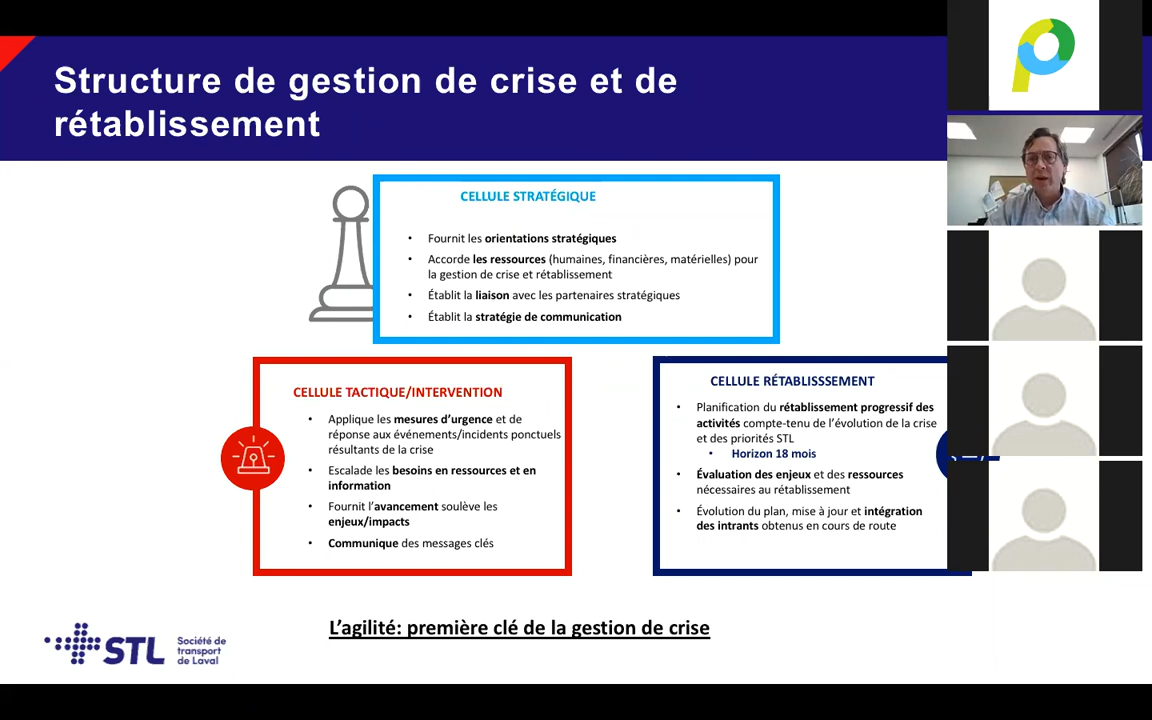 Structure de gestion de crise et de
rétablissement
CELLULE STRATÉGIQUE
• Fournit les orientations stratégiques
• Accorde les ressources (humaines, financières, matérielles) pour
la gestion de crise et rétablissement
• Établit la liaison avec les partenaires stratégiques
• Établit la stratégie de communication
CELLULE TACTIQUE/INTERVENTION
• Applique les mesures d'urgence et de
réponse aux événements/incidents ponctuels
résultants de la crise
• Escalade les besoins en ressources et en
information
• Fournit l'avancement soulève les
enjeux/impacts
• Communique des messages clés
CELLULE RÉTABLISSSEMENT
• Planification du rétablissement progressif des
activités compte-tenu de l'évolution de la crise
et des priorités STL
• Horizon 18 mois
• Évaluation des enjeux et des ressources
nécessaires au rétablissement
• Évolution du plan, mise à jour et intégration
des intrants obtenus en cours de route
L'agilité: première clé de la gestion de crise
STL
Société de
transport
de Laval